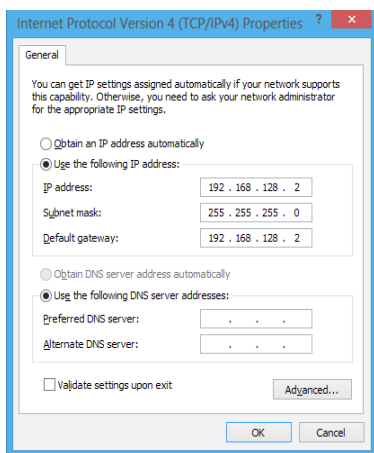 Internet Protocol Version 4 (TCP/IPv4) Properties ? ×
General
You can get IP settings assigned automatically if your network supports
this capability. Otherwise, you need to ask your network administrator
for the appropriate IP settings.
Obtain an IP address automatically
Use the following IP address:
IP address: 192 . 168 . 128 . 2
Subnet mask: 255 . 255 . 255 . 0
Default gateway: 192 . 168 . 128 . 2
Obtain DNS server address automatically
Use the following DNS server addresses:
Preferred DNS server: . . .
Alternate DNS server: . . .
Validate settings upon exit
Advanced...
OK Cancel